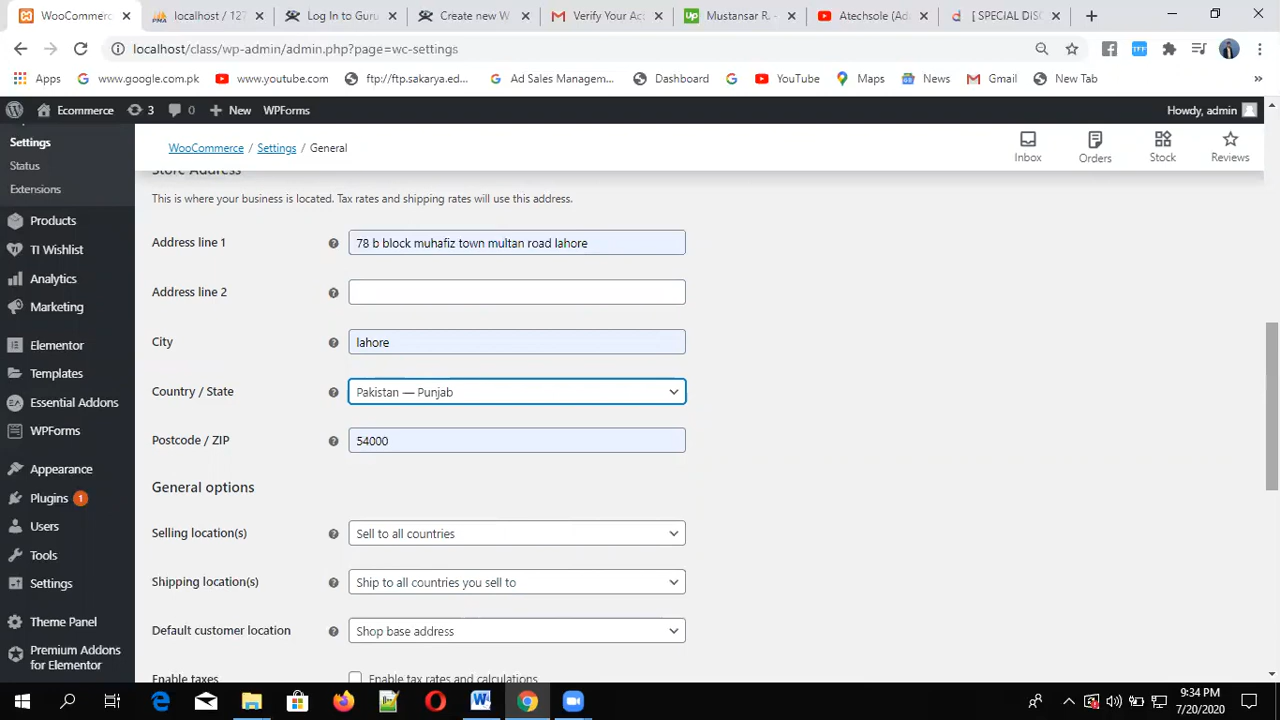 WooCommerc
localhost / 127
Log In to Guru
Create new W
Verify Your Acc
Mustansar R. -
Atechsole (Ad
[ SPECIAL DISC
localhost/class/wp-admin/admin.php?page=wc-settings
Apps
www.google.com.pk
www.youtube.com
ftp://ftp.sakarya.ed...
Ad Sales Managem...
Dashboard
YouTube
Maps
News
Gmail
New Tab
»
Ecommerce
3
0
New
WPForms
Howdy, admin
Settings
Status
Extensions
Products
TI Wishlist
Analytics
Marketing
Elementor
Templates
Essential Addons
WPForms
Appearance
Plugins 1
Users
Tools
Settings
Theme Panel
Premium Addons
for Elementor
WooCommerce / Settings / General
Inbox
Orders
Stock
Reviews
Store Address
This is where your business is located. Tax rates and shipping rates will use this address.
Address line 1
78 b block muhafiz town multan road lahore
Address line 2
City
lahore
Country / State
Pakistan — Punjab
Postcode / ZIP
54000
General options
Selling location(s)
Sell to all countries
Shipping location(s)
Ship to all countries you sell to
Default customer location
Shop base address
Enable taxes
Enable tax rates and calculations
9:34 PM
7/20/2020